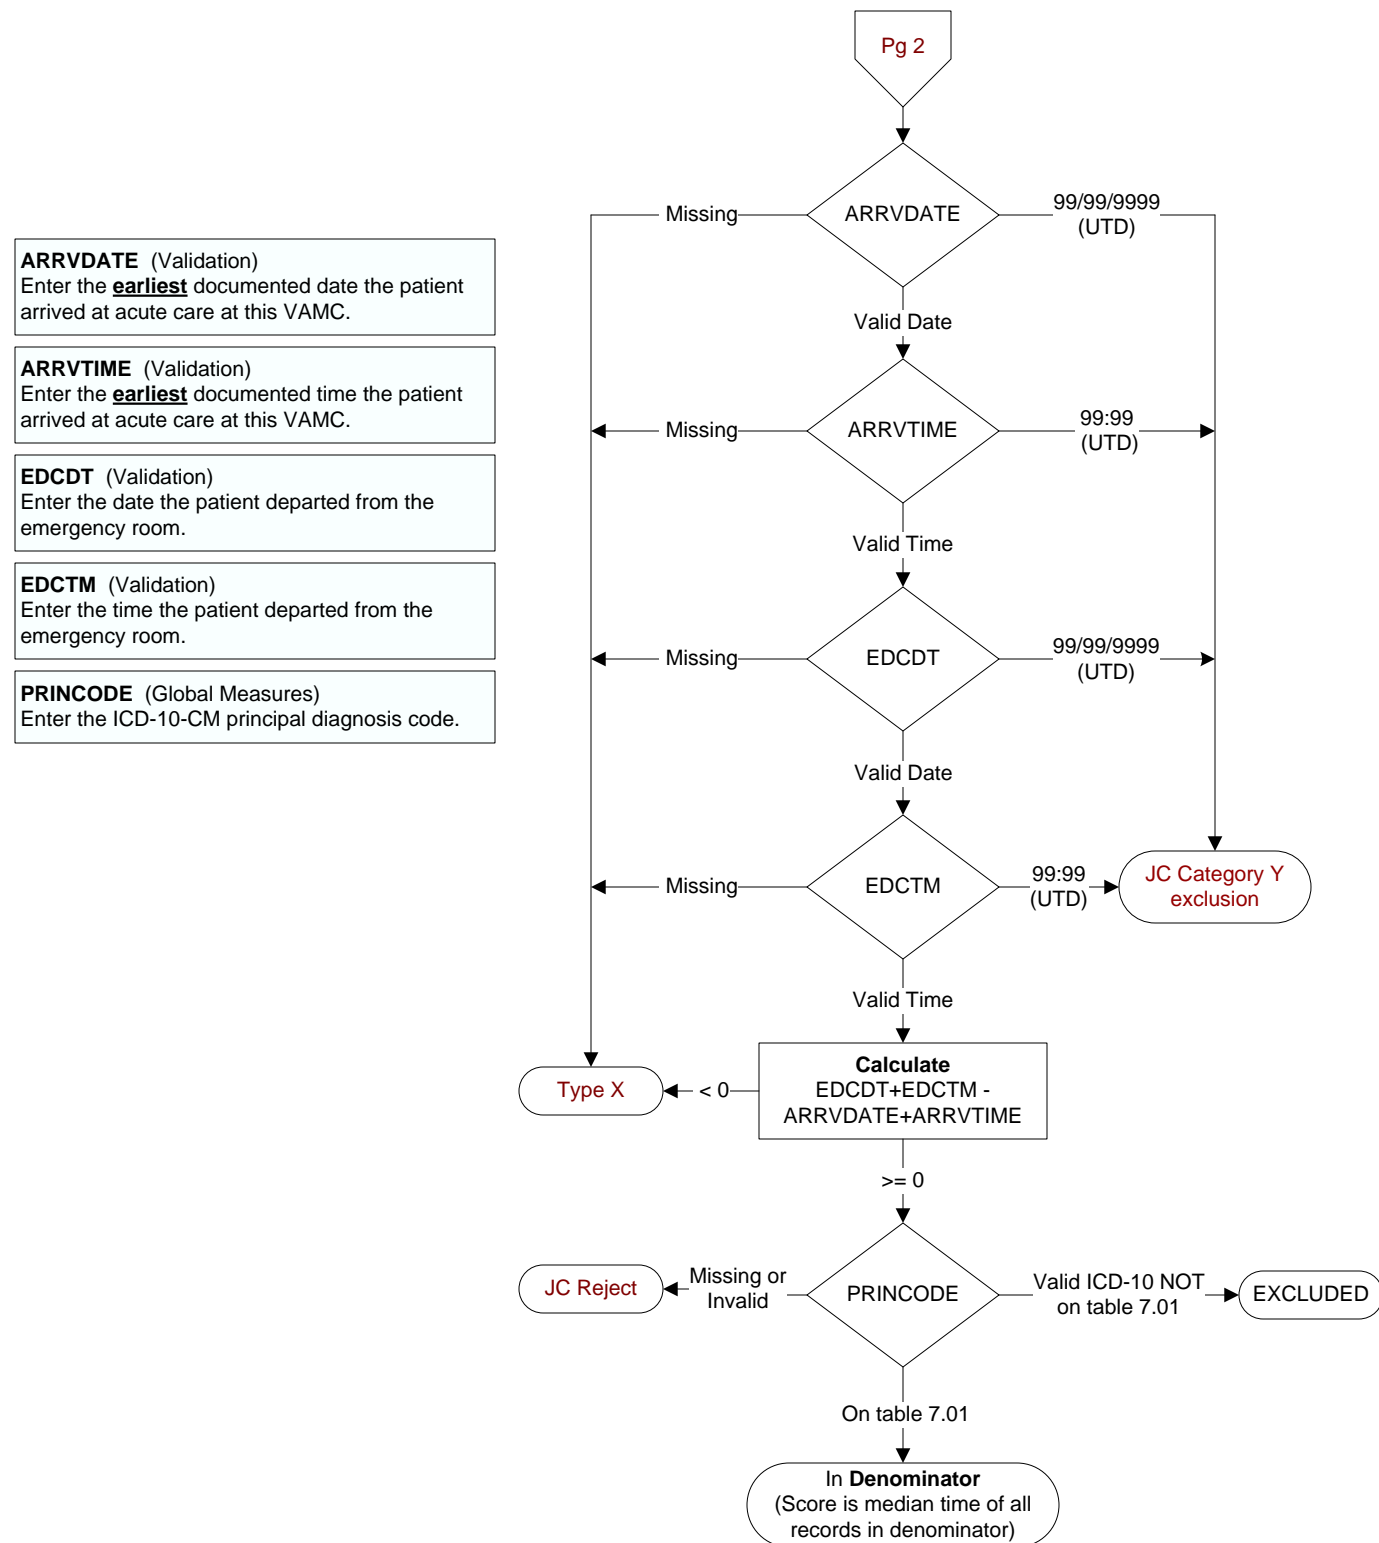 Pg 2
ARRVDATE
Missing
99/99/9999
(UTD)
ARRVDATE (Validation)
Enter the earliest documented date the patient
arrived at acute care at this VAMC.
Valid Date
ARRVTIME (Validation)
Enter the earliest documented time the patient
arrived at acute care at this VAMC.
ARRVTIME
Missing
99:99
(UTD)
EDCDT (Validation)
Enter the date the patient departed from the
emergency room.
Valid Time
EDCTM (Validation)
Enter the time the patient departed from the
emergency room.
EDCDT
Missing
99/99/9999
(UTD)
PRINCODE (Global Measures)
Enter the ICD-10-CM principal diagnosis code.
Valid Date
EDCTM
Missing
99:99
(UTD)
JC Category Y
exclusion
Valid Time
Calculate
EDCDT+EDCTM -
ARRVDATE+ARRVTIME
< 0
Type X
>= 0
PRINCODE
Missing or
Invalid
JC Reject
Valid ICD-10 NOT
on table 7.01
EXCLUDED
On table 7.01
In Denominator
(Score is median time of all
records in denominator)